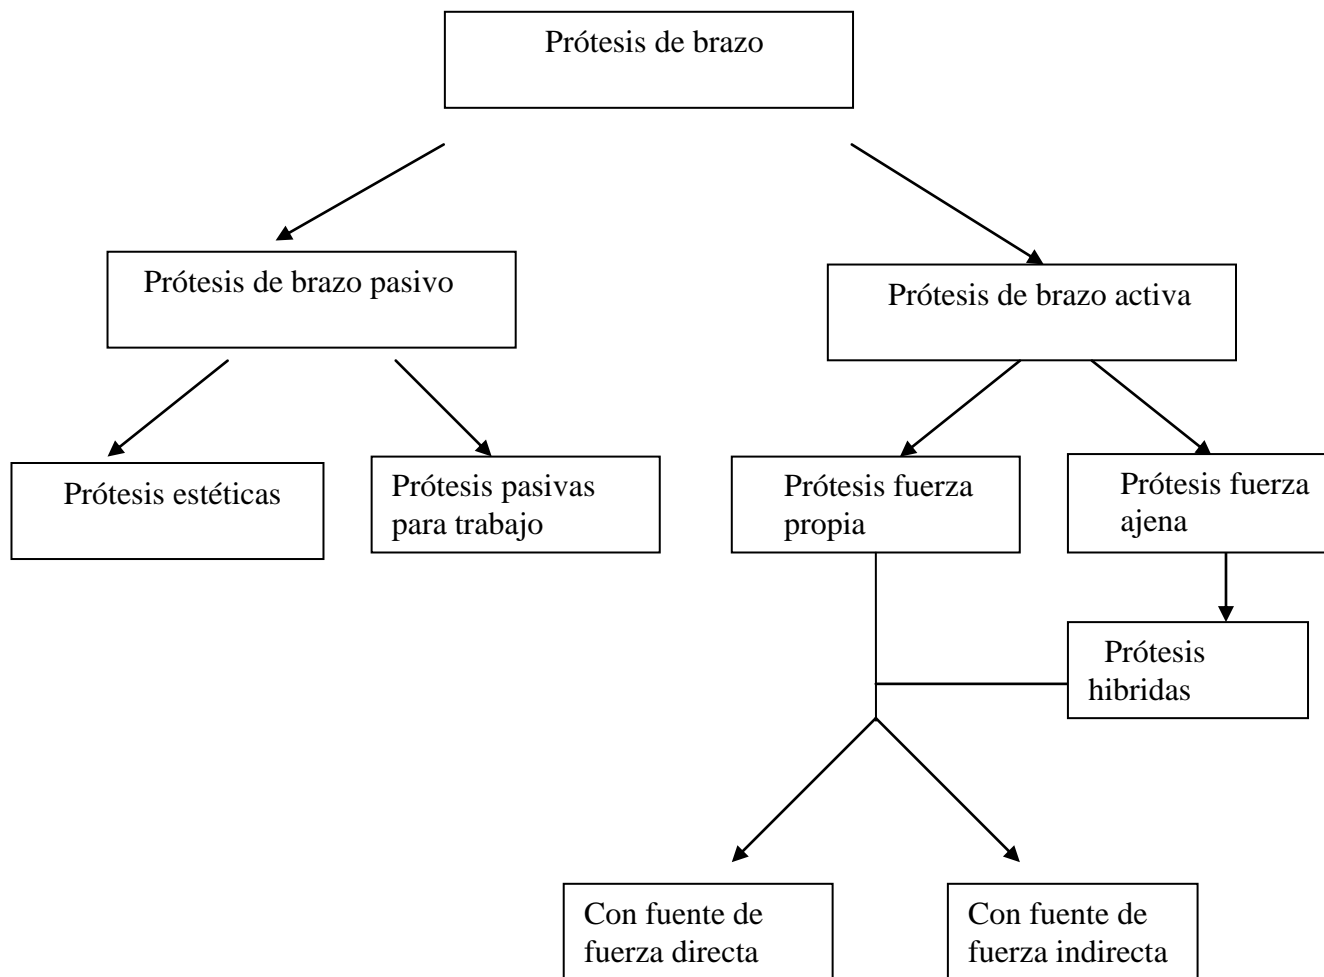 Prótesis de brazo
Prótesis de brazo pasivo
Prótesis de brazo activa
Prótesis estéticas
Prótesis pasivas
para trabajo
Prótesis fuerza
propia
Prótesis fuerza
ajena
Prótesis
hibridas
Con fuente de
fuerza directa
Con fuente de
fuerza indirecta